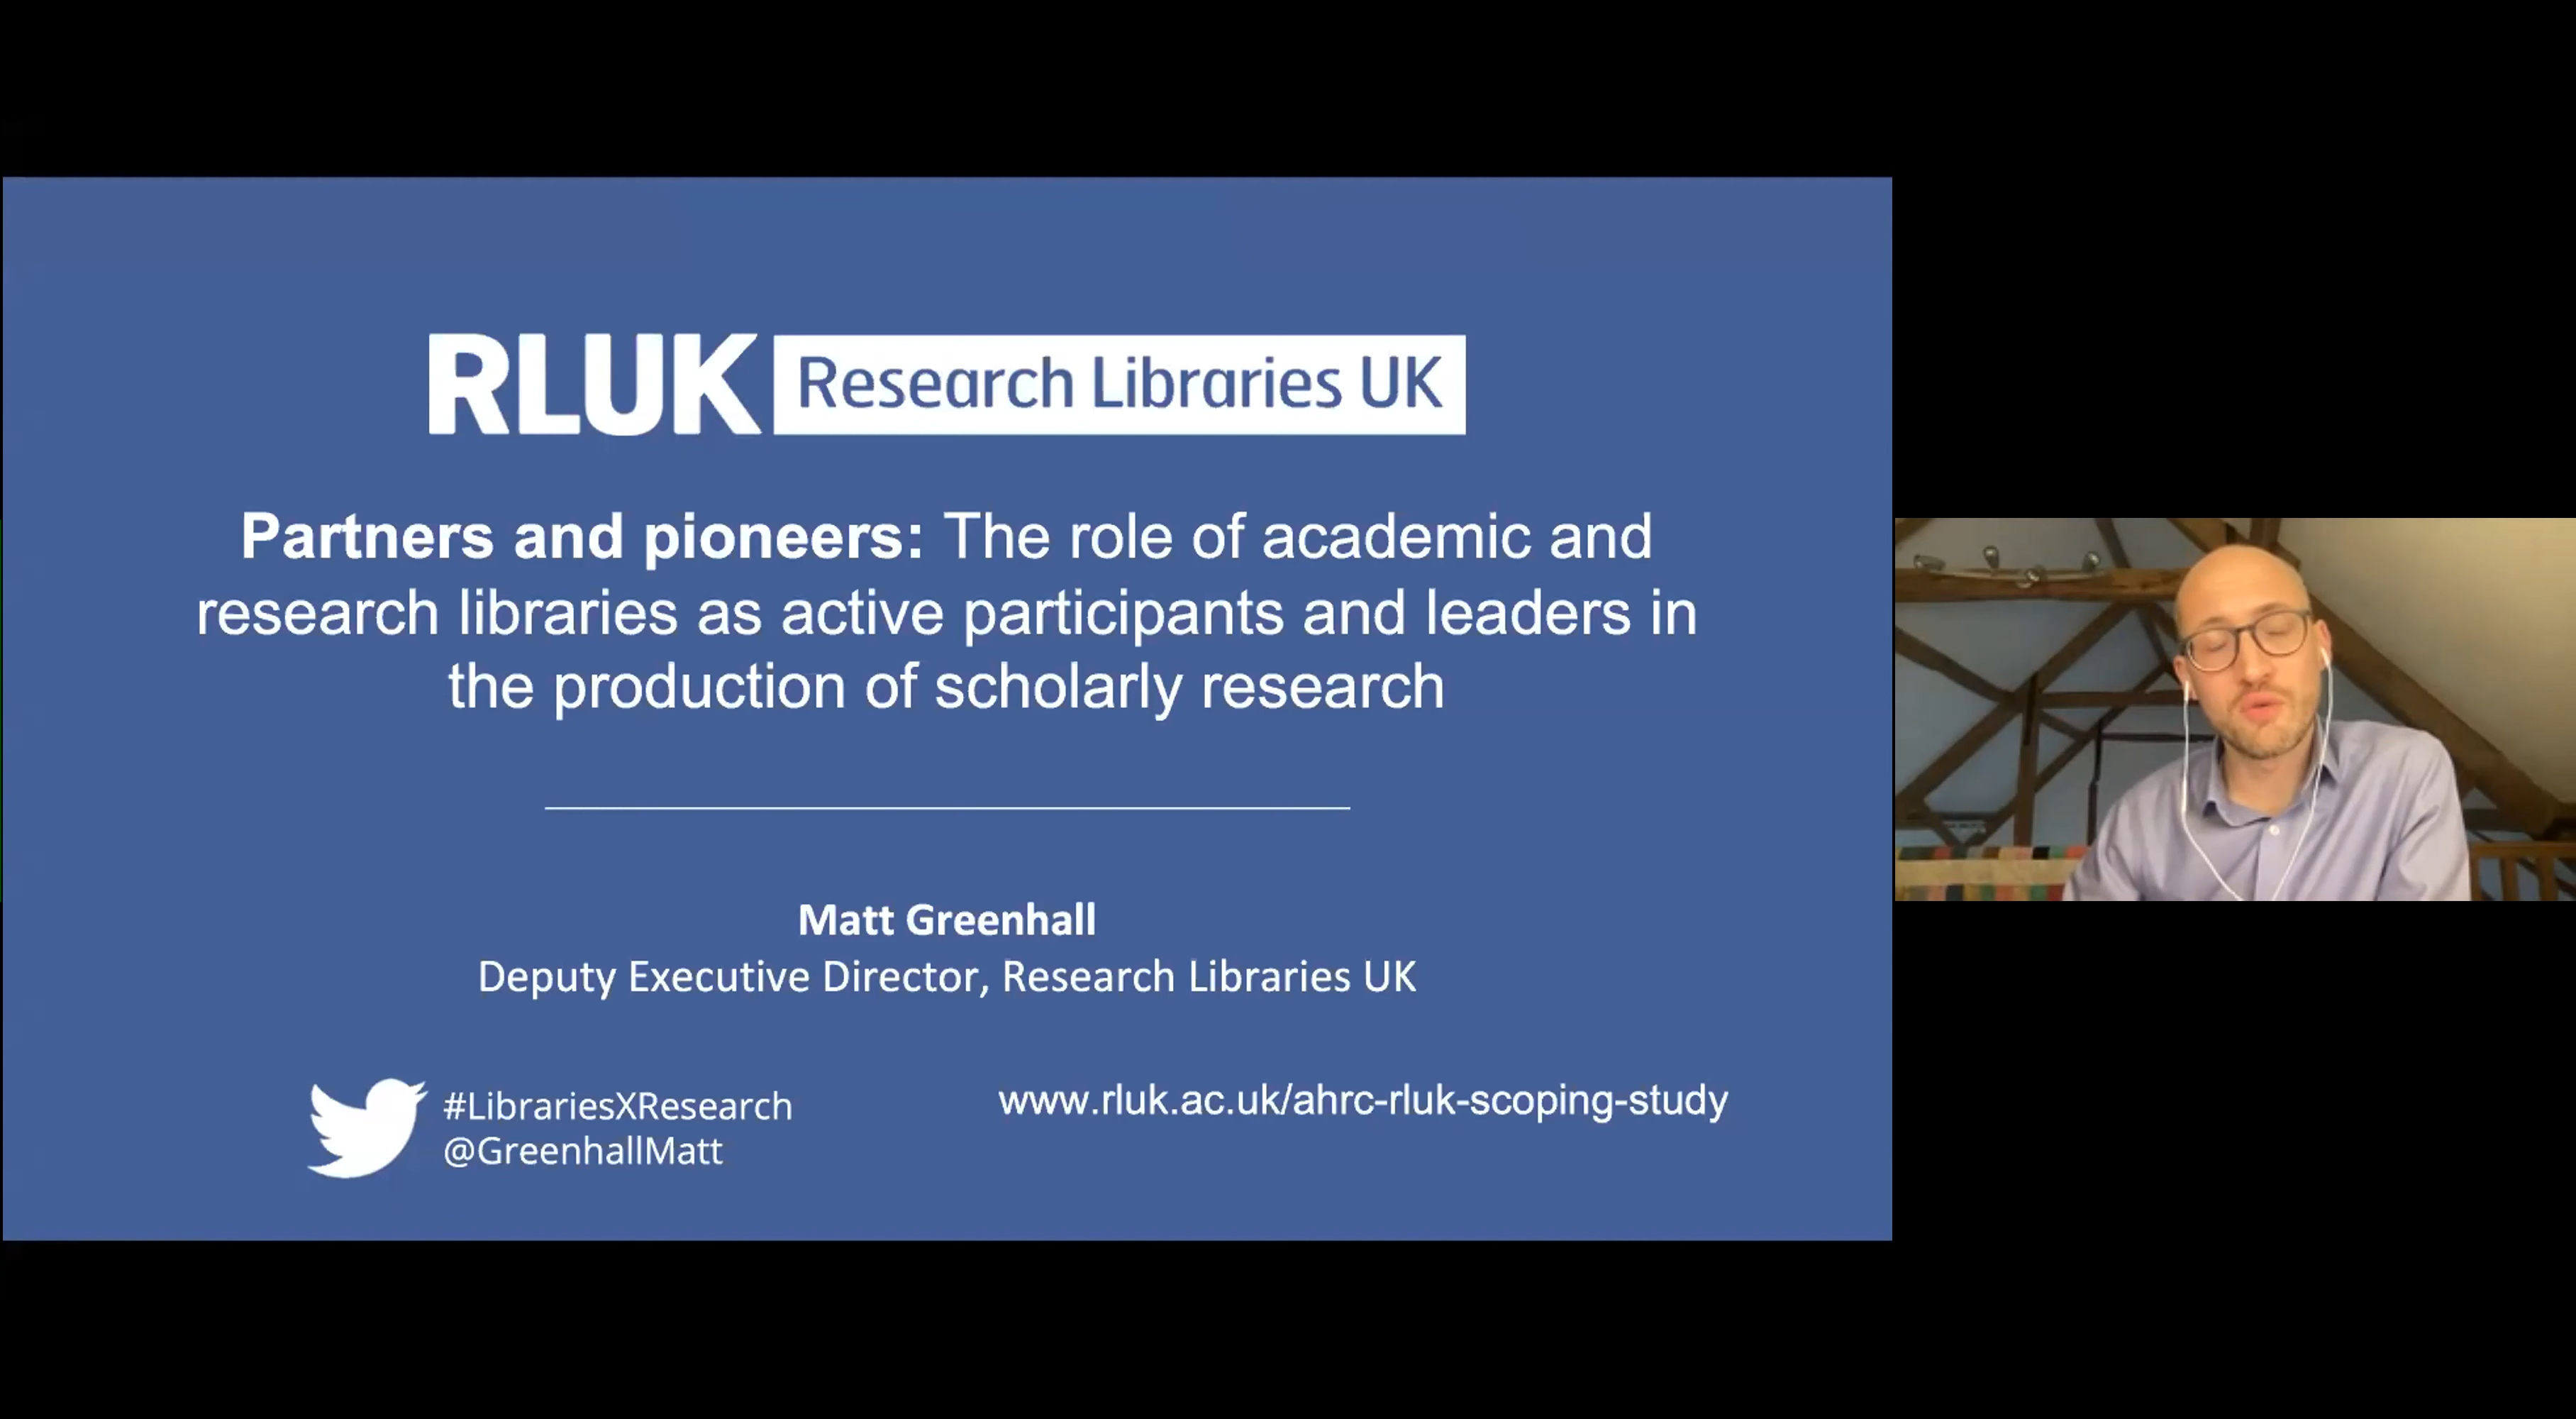 RLUK Research Libraries UK
Partners and pioneers: The role of academic and
research libraries as active participants and leaders in
the production of scholarly research
Matt Greenhall
Deputy Executive Director, Research Libraries UK
#LibrariesXResearch
@GreenhallMatt
www.rluk.ac.uk/ahrc-rluk-scoping-study